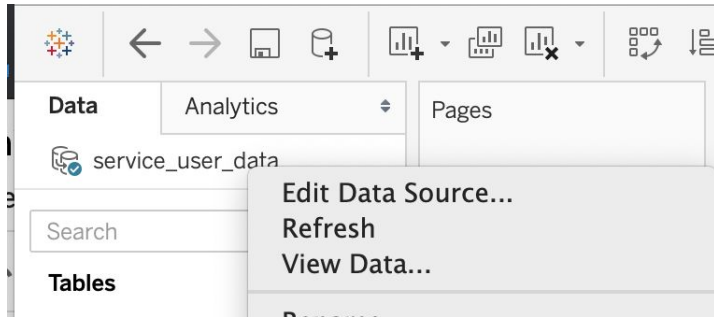 Data
Analytics
Pages
service_user_data
Edit Data Source...
Search
Refresh
View Data...
Tables